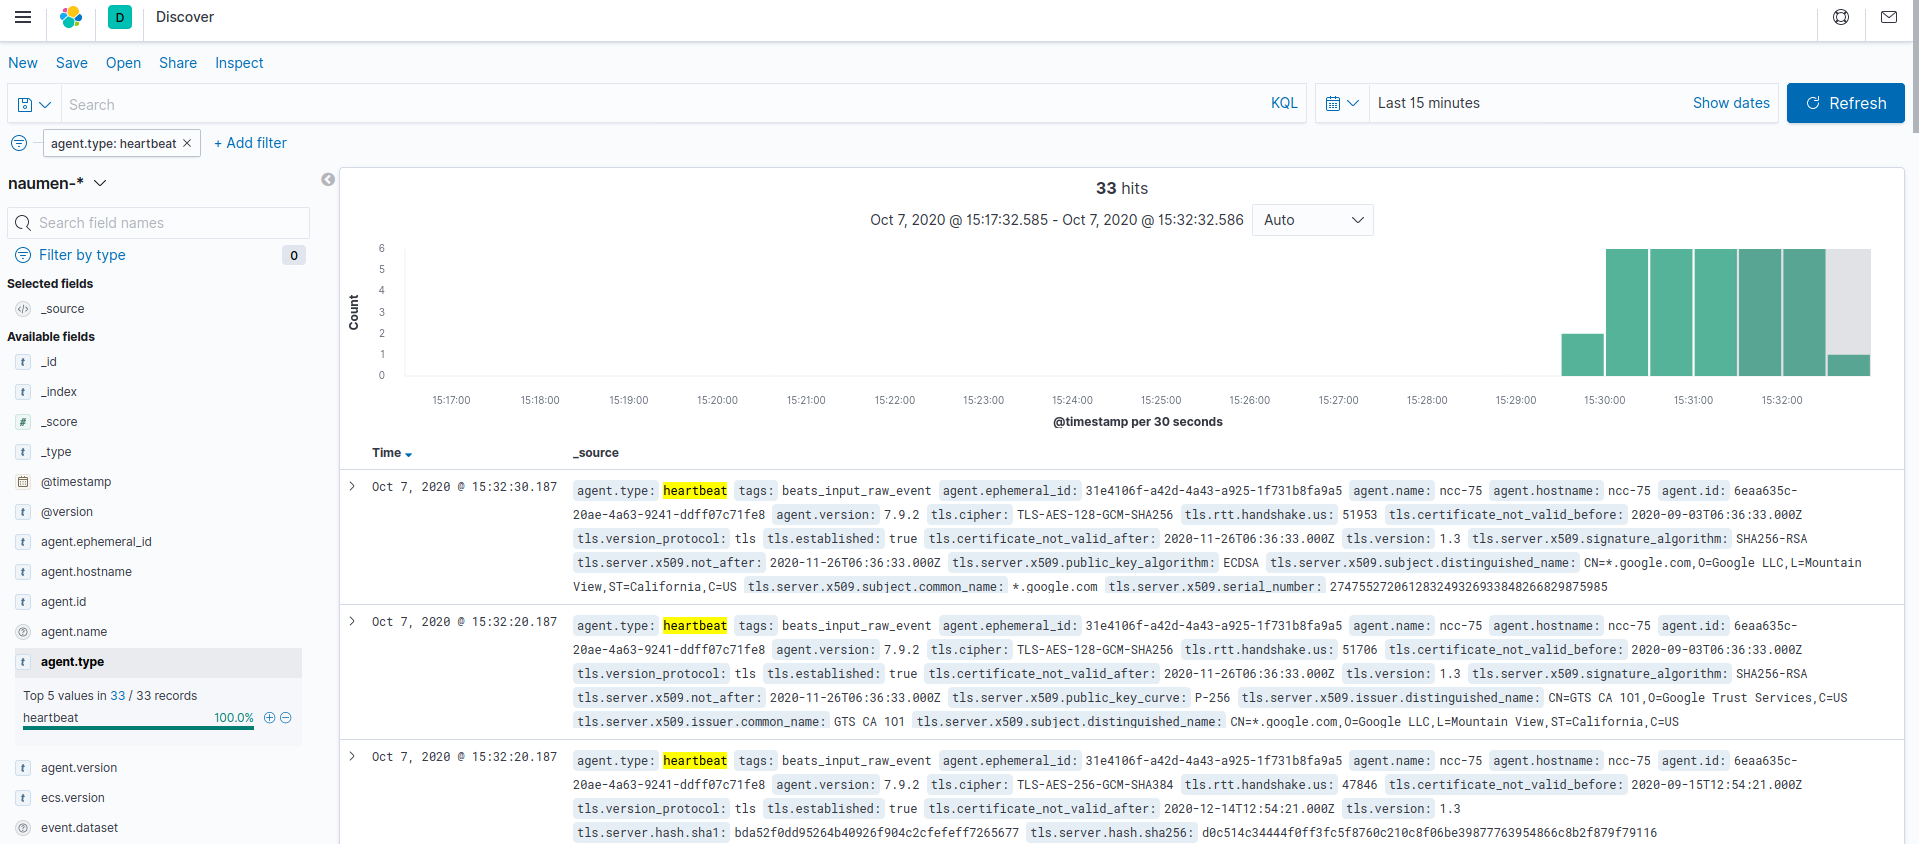 D Discover
New Save Open Share Inspect
Search KQL Last 15 minutes Show dates Refresh
agent.type: heartbeat × + Add filter
naumen-*
Search field names
Filter by type 0
Selected fields
_source
Available fields
t _id
t _index
# _score
t _type
@timestamp
t @version
t agent.ephemeral_id
t agent.hostname
t agent.id
agent.name
t agent.type
Top 5 values in 33 / 33 records
heartbeat 100.0%
t agent.version
t ecs.version
event.dataset
33 hits
Oct 7, 2020 @ 15:17:32.585 - Oct 7, 2020 @ 15:32:32.586 Auto
Count
6
5
4
3
2
1
0
15:17:00 15:18:00 15:19:00 15:20:00 15:21:00 15:22:00 15:23:00 15:24:00 15:25:00 15:26:00 15:27:00 15:28:00 15:29:00 15:30:00 15:31:00 15:32:00
@timestamp per 30 seconds
Time _source
Oct 7, 2020 @ 15:32:30.187 agent.type: heartbeat tags: beats_input_raw_event agent.ephemeral_id: 31e4106f-a42d-4a43-a925-1f731b8fa9a5 agent.name: ncc-75 agent.hostname: ncc-75 agent.id: 6eaa635c-
20ae-4a63-9241-ddff07c71fe8 agent.version: 7.9.2 tls.cipher: TLS-AES-128-GCM-SHA256 tls.rtt.handshake.us: 51953 tls.certificate_not_valid_before: 2020-09-03T06:36:33.000Z
tls.version_protocol: tls tls.established: true tls.certificate_not_valid_after: 2020-11-26T06:36:33.000Z tls.version: 1.3 tls.server.x509.signature_algorithm: SHA256-RSA
tls.server.x509.not_after: 2020-11-26T06:36:33.000Z tls.server.x509.public_key_algorithm: ECDSA tls.server.x509.subject.distinguished_name: CN=*.google.com,O=Google LLC,L=Mountain
View,ST=California,C=US tls.server.x509.subject.common_name: *.google.com tls.server.x509.serial_number: 274755272061283249326933848266829875985
Oct 7, 2020 @ 15:32:20.187 agent.type: heartbeat tags: beats_input_raw_event agent.ephemeral_id: 31e4106f-a42d-4a43-a925-1f731b8fa9a5 agent.name: ncc-75 agent.hostname: ncc-75 agent.id: 6eaa635c-
20ae-4a63-9241-ddff07c71fe8 agent.version: 7.9.2 tls.cipher: TLS-AES-128-GCM-SHA256 tls.rtt.handshake.us: 51706 tls.certificate_not_valid_before: 2020-09-03T06:36:33.000Z
tls.version_protocol: tls tls.established: true tls.certificate_not_valid_after: 2020-11-26T06:36:33.000Z tls.version: 1.3 tls.server.x509.signature_algorithm: SHA256-RSA
tls.server.x509.not_after: 2020-11-26T06:36:33.000Z tls.server.x509.public_key_curve: P-256 tls.server.x509.issuer.distinguished_name: CN=GTS CA 1O1,O=Google Trust Services,C=US
tls.server.x509.issuer.common_name: GTS CA 1O1 tls.server.x509.subject.distinguished_name: CN=*.google.com,O=Google LLC,L=Mountain View,ST=California,C=US
Oct 7, 2020 @ 15:32:20.187 agent.type: heartbeat tags: beats_input_raw_event agent.ephemeral_id: 31e4106f-a42d-4a43-a925-1f731b8fa9a5 agent.name: ncc-75 agent.hostname: ncc-75 agent.id: 6eaa635c-
20ae-4a63-9241-ddff07c71fe8 agent.version: 7.9.2 tls.cipher: TLS-AES-256-GCM-SHA384 tls.rtt.handshake.us: 47846 tls.certificate_not_valid_before: 2020-09-15T12:54:21.000Z
tls.version_protocol: tls tls.established: true tls.certificate_not_valid_after: 2020-12-14T12:54:21.000Z tls.version: 1.3
tls.server.hash.sha1: bda52f0dd95264b40926f904c2cfefeff7265677 tls.server.hash.sha256: d0c514c34444f0ff3fc5f8760c210c8f06be39877763954866c8b2f879f79116